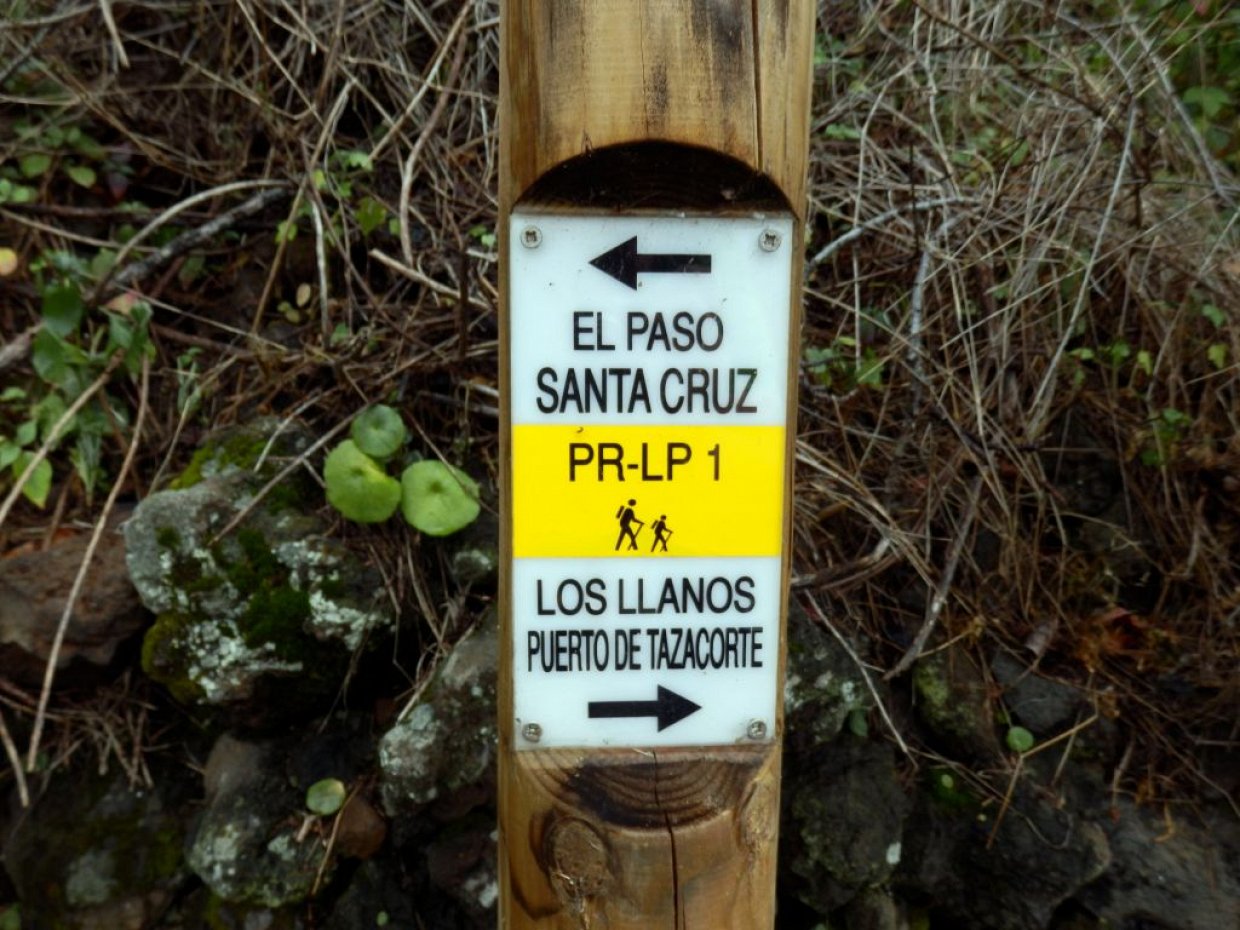 EL PASO
SANTA CRUZ
PR-LP 1
LOS LLANOS
PUERTO DE TAZACORTE